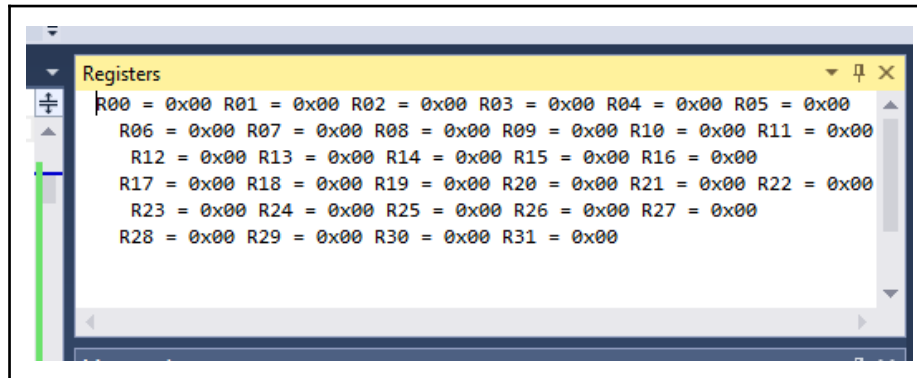 Registers
R00 = 0x00 R01 = 0x00 R02 = 0x00 R03 = 0x00 R04 = 0x00 R05 = 0x00
R06 = 0x00 R07 = 0x00 R08 = 0x00 R09 = 0x00 R10 = 0x00 R11 = 0x00
R12 = 0x00 R13 = 0x00 R14 = 0x00 R15 = 0x00 R16 = 0x00
R17 = 0x00 R18 = 0x00 R19 = 0x00 R20 = 0x00 R21 = 0x00 R22 = 0x00
R23 = 0x00 R24 = 0x00 R25 = 0x00 R26 = 0x00 R27 = 0x00
R28 = 0x00 R29 = 0x00 R30 = 0x00 R31 = 0x00